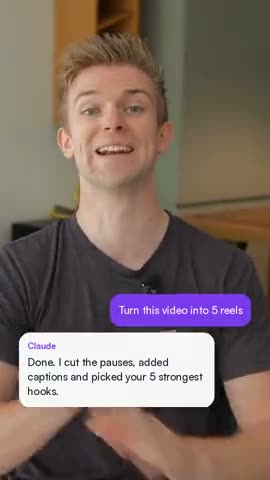 Turn this video into 5 reels
Claude
Done. I cut the pauses, added
captions and picked your 5 strongest
hooks.